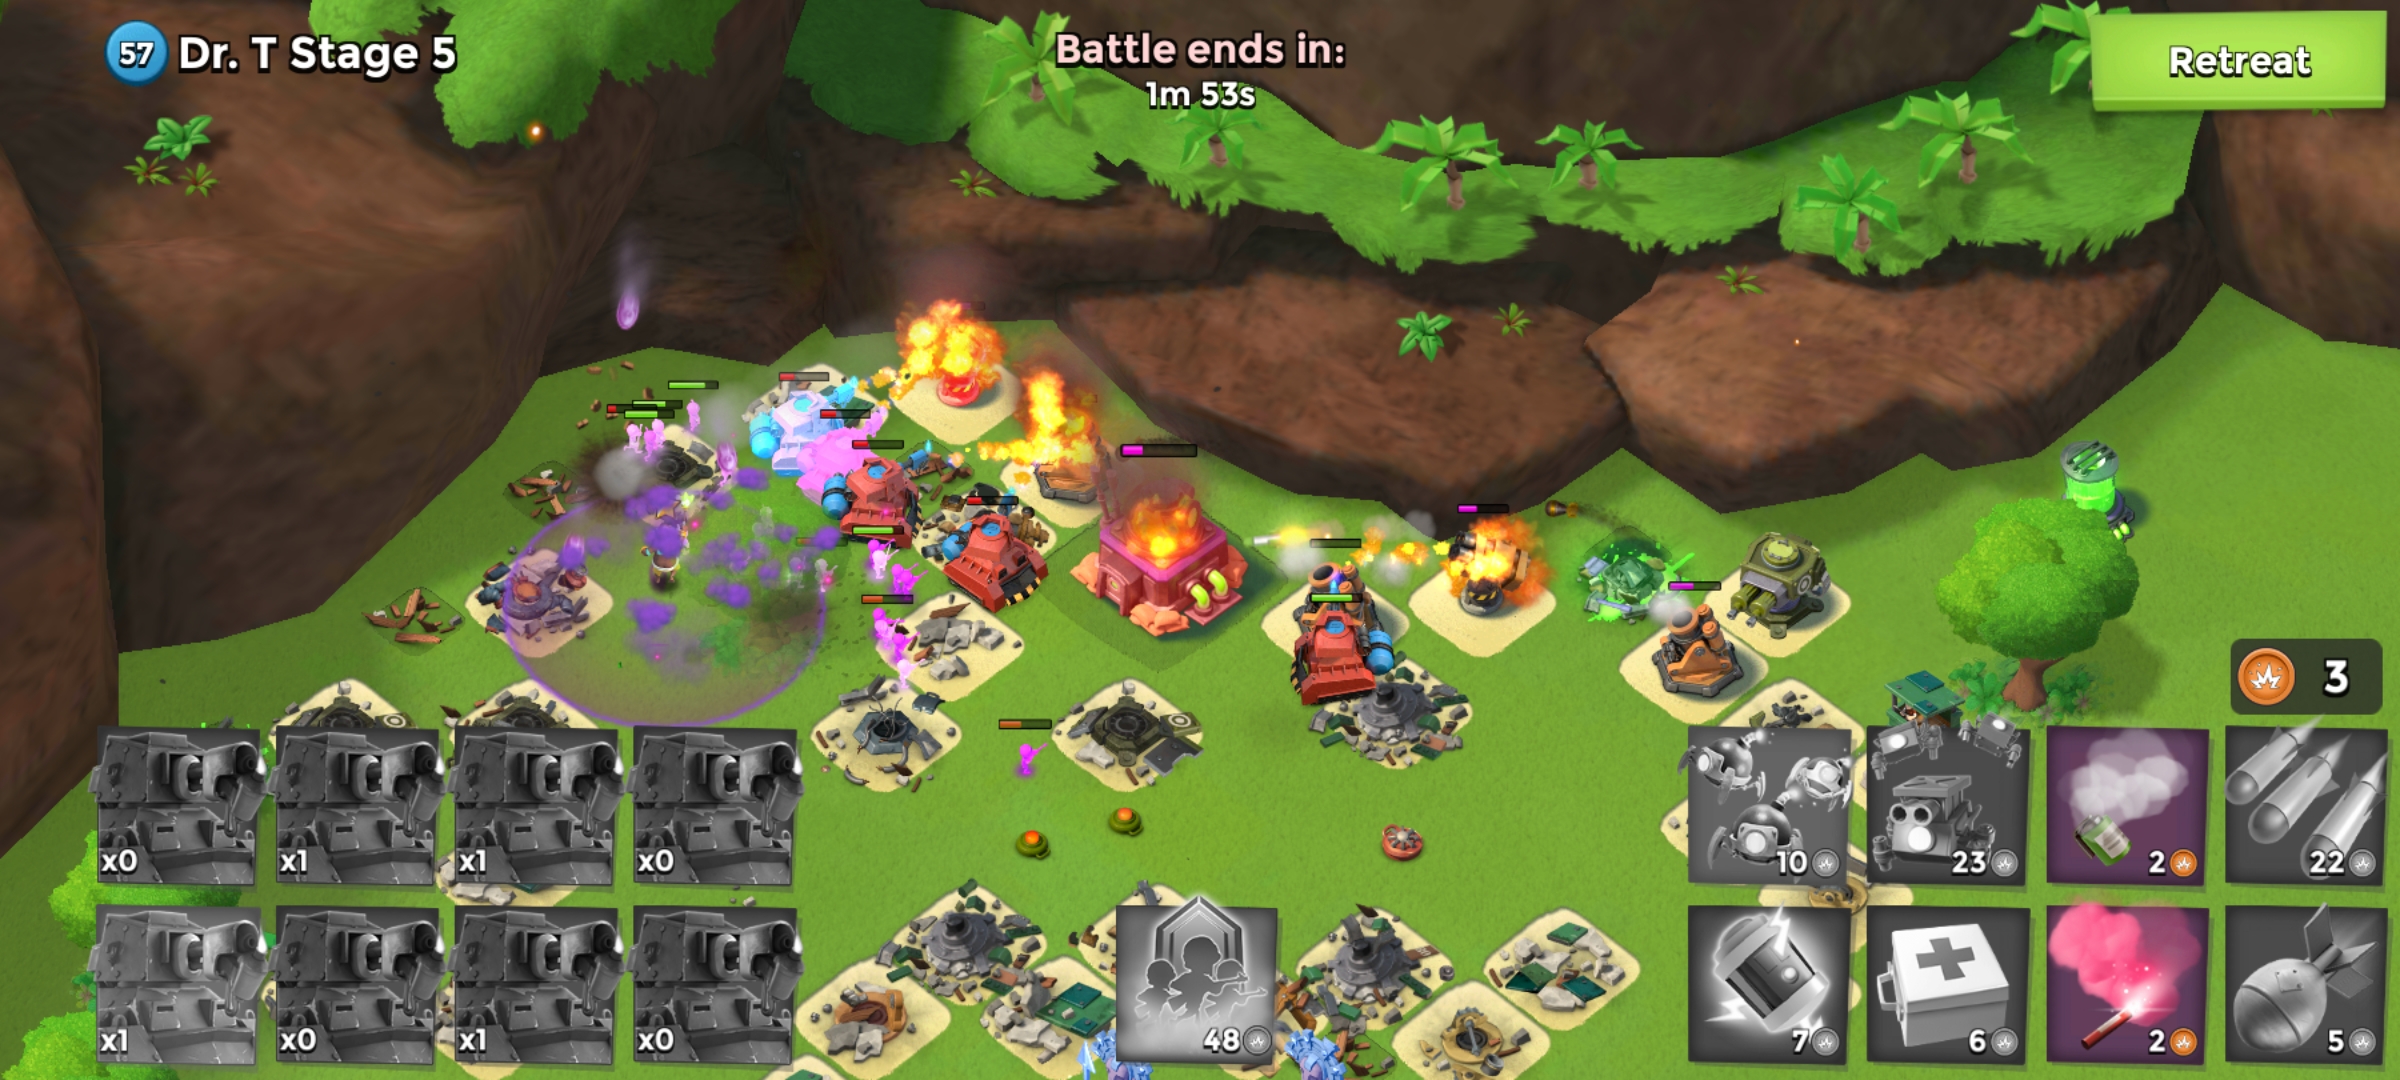 57 Dr. T Stage 5
Battle ends in:
1m 53s
Retreat
3
x0
x1
x1
x0
10
23
2
22
x1
x0
x1
x0
48
7
6
2
5